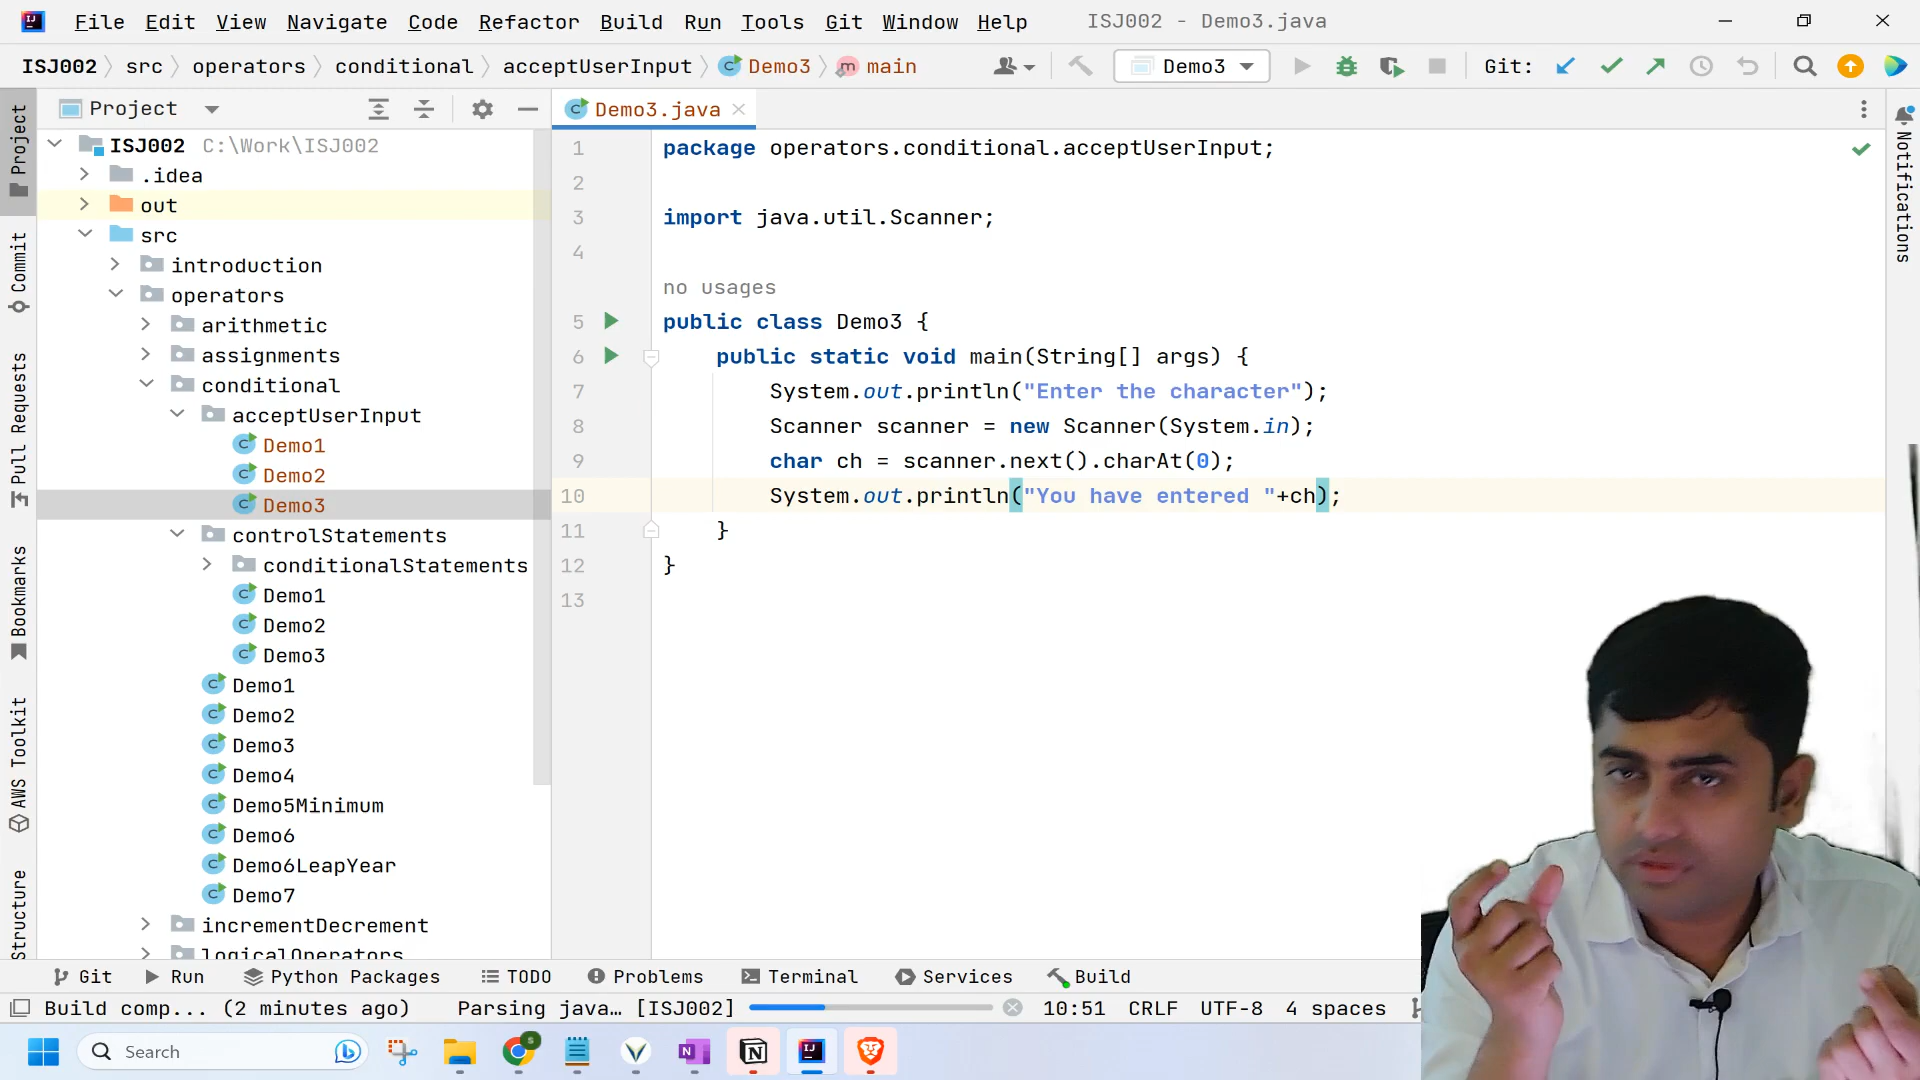 File Edit View Navigate Code Refactor Build Run Tools Git Window Help ISJ002 - Demo3.java
ISJ002 src operators conditional acceptUserInput Demo3 main Demo3 Git:
Project
Demo3.java
ISJ002 C:\Work\ISJ002
.idea
out
src
introduction
operators
arithmetic
assignments
conditional
acceptUserInput
Demo1
Demo2
Demo3
controlStatements
conditionalStatements
Demo1
Demo2
Demo3
Demo1
Demo2
Demo3
Demo4
Demo5Minimum
Demo6
Demo6LeapYear
Demo7
incrementDecrement
logicalOperators
1 package operators.conditional.acceptUserInput;
2
3 import java.util.Scanner;
4
no usages
5 public class Demo3 {
6 public static void main(String[] args) {
7 System.out.println("Enter the character");
8 Scanner scanner = new Scanner(System.in);
9 char ch = scanner.next().charAt(0);
10 System.out.println("You have entered "+ch);
11 }
12 }
13
Project
Commit
Pull Requests
Bookmarks
AWS Toolkit
Structure
Notifications
Git Run Python Packages TODO Problems Terminal Services Build
Build comp... (2 minutes ago) Parsing java… [ISJ002] 10:51 CRLF UTF-8 4 spaces
Search